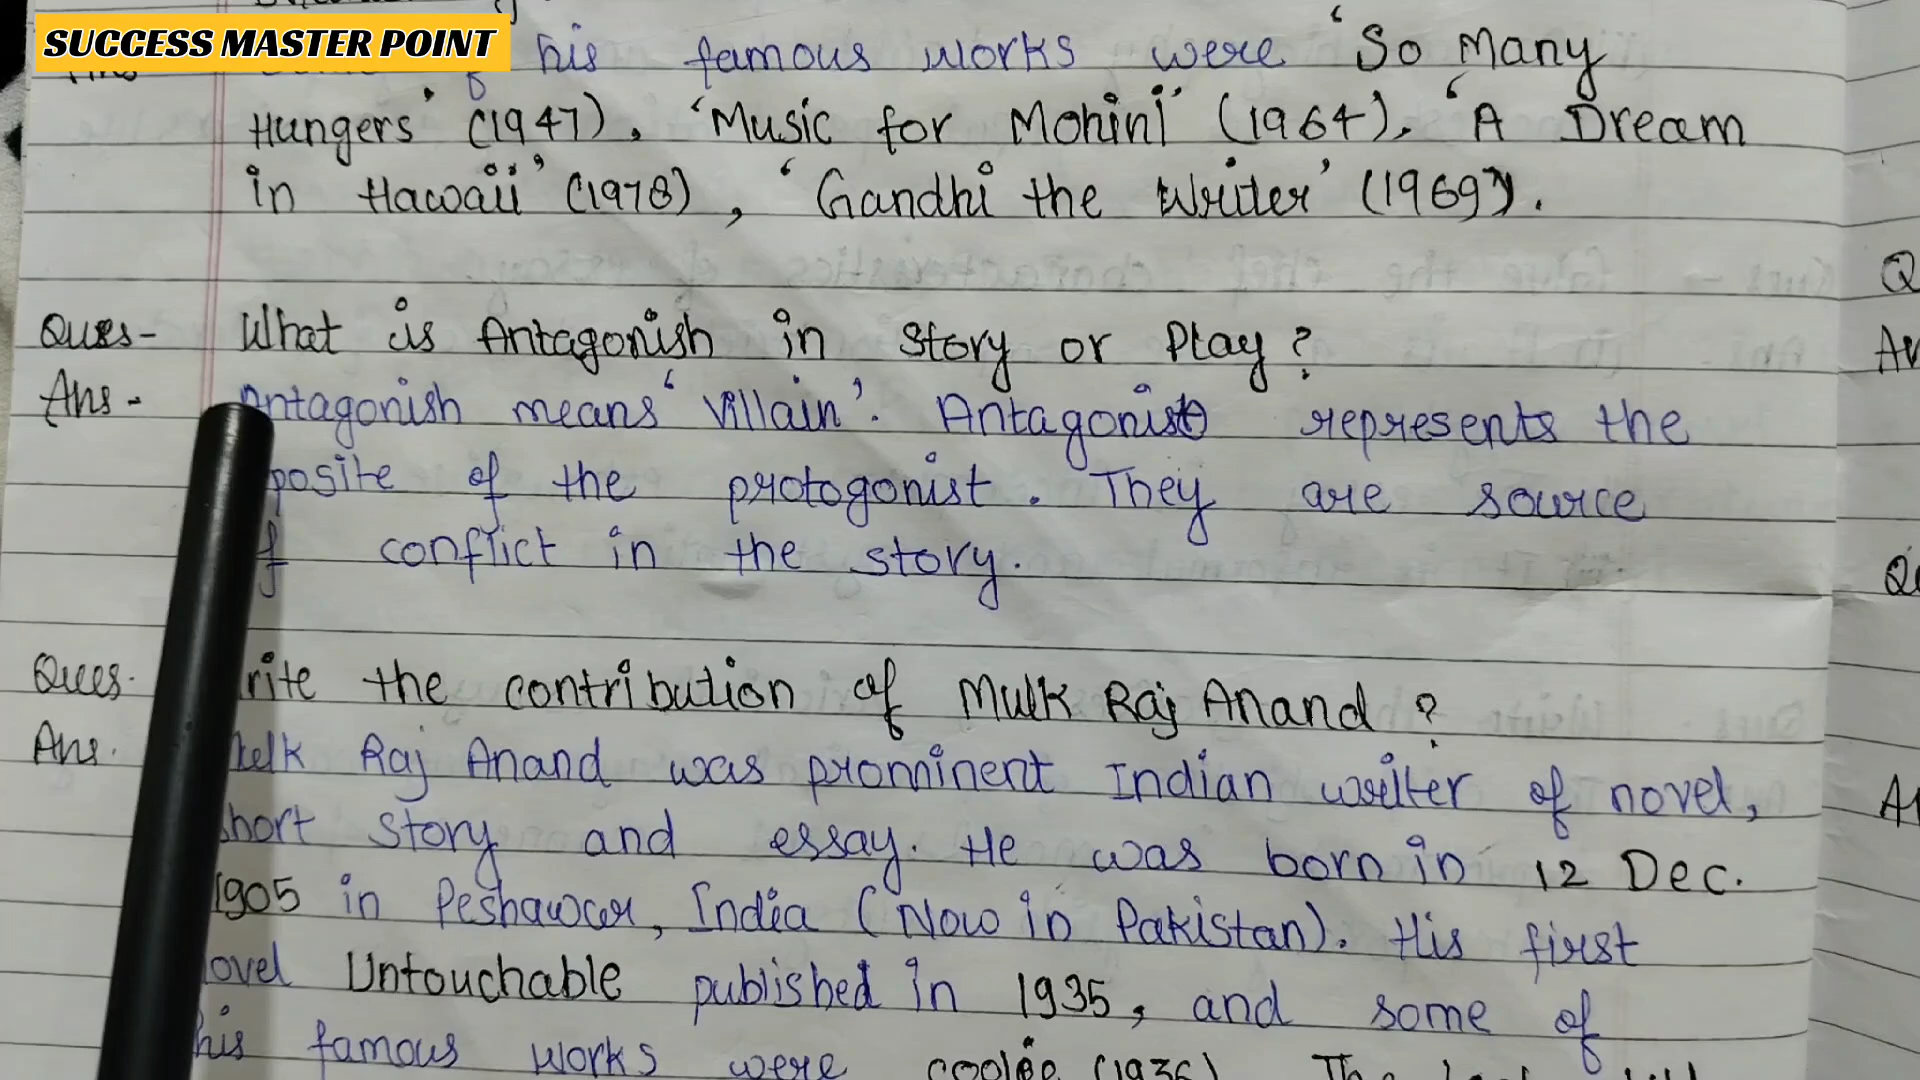 SUCCESS MASTER POINT
his famous works were 'So Many
Hungers' (1947), 'Music for Mohini' (1964), 'A Dream
in Hawaii' (1978), 'Gandhi the Writer' (1969).
Ques- What is Antagonish in Story or Play?
Ans- Antagonish means 'Villain'. Antagonist represents the
posite of the protogonist. They are source
conflict in the story.
Ques. rite the contribution of Mulk Raj Anand?
Ans. Raj Anand was pronninent Indian writer of novel,
hort story and essay. He was born in 12 Dec.
1905 in Peshawar, India (Now in Pakistan). His first
ovel Untouchable published in 1935, and some of
his famous works were coolie (1936)